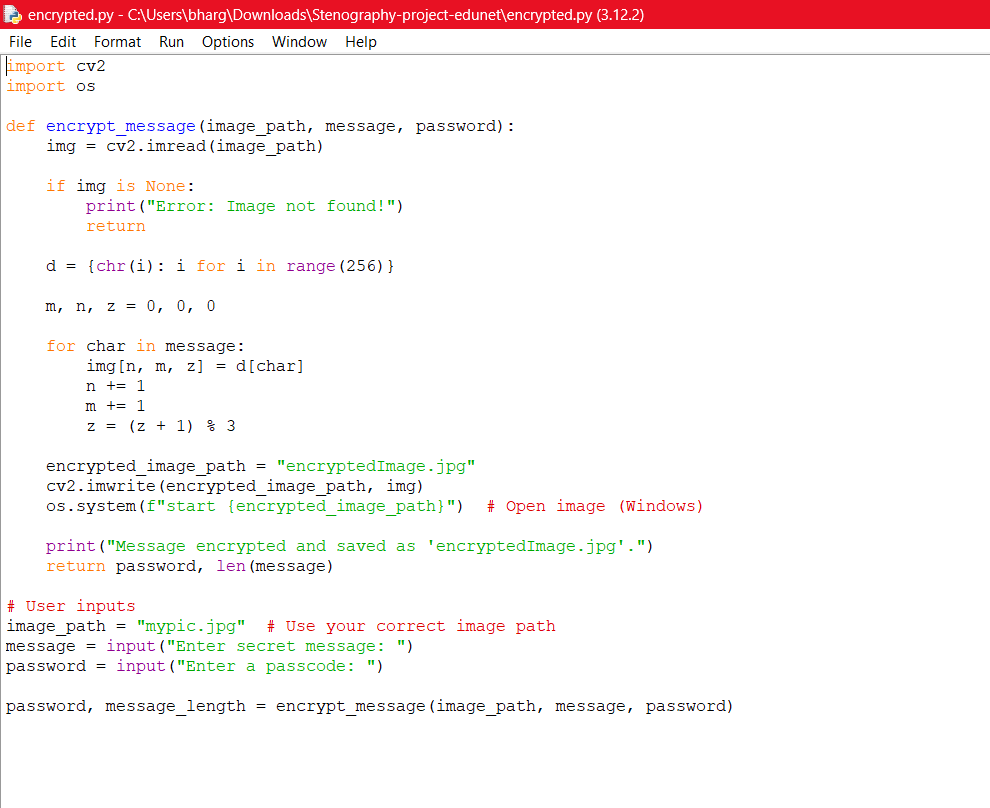 encrypted.py - C:\Users\bharg\Downloads\Stenography-project-edunet\encrypted.py (3.12.2)
File Edit Format Run Options Window Help
import cv2
import os

def encrypt_message(image_path, message, password):
    img = cv2.imread(image_path)

    if img is None:
        print("Error: Image not found!")
        return

    d = {chr(i): i for i in range(256)}

    m, n, z = 0, 0, 0

    for char in message:
        img[n, m, z] = d[char]
        n += 1
        m += 1
        z = (z + 1) % 3

    encrypted_image_path = "encryptedImage.jpg"
    cv2.imwrite(encrypted_image_path, img)
    os.system(f"start {encrypted_image_path}")  # Open image (Windows)

    print("Message encrypted and saved as 'encryptedImage.jpg'.")
    return password, len(message)

# User inputs
image_path = "mypic.jpg"  # Use your correct image path
message = input("Enter secret message: ")
password = input("Enter a passcode: ")

password, message_length = encrypt_message(image_path, message, password)